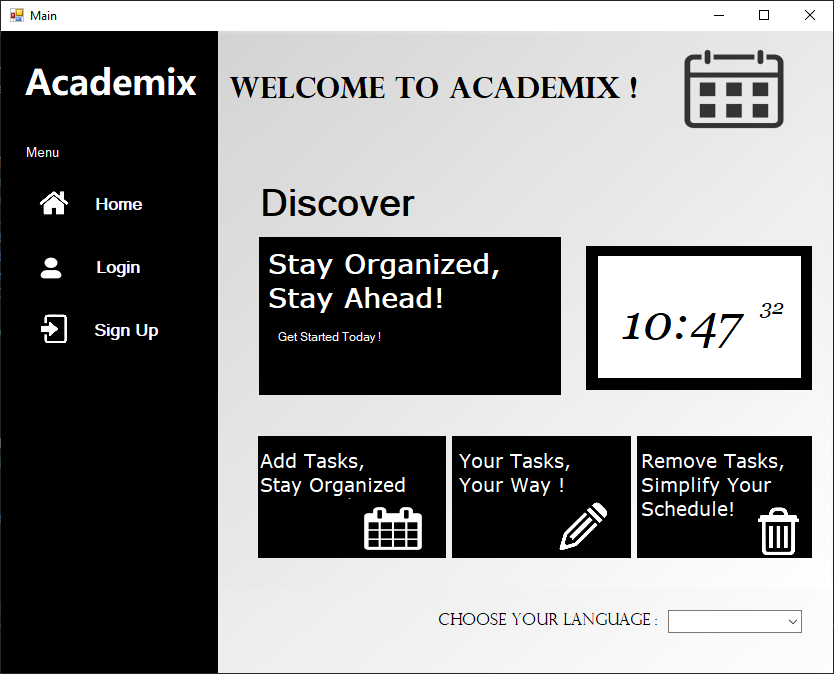 Main
Academix
Menu
Home
Login
Sign Up
WELCOME TO ACADEMIX !
Discover
Stay Organized,
Stay Ahead!
Get Started Today !
10:47 32
Add Tasks,
Stay Organized
Your Tasks,
Your Way !
Remove Tasks,
Simplify Your
Schedule!
CHOOSE YOUR LANGUAGE :